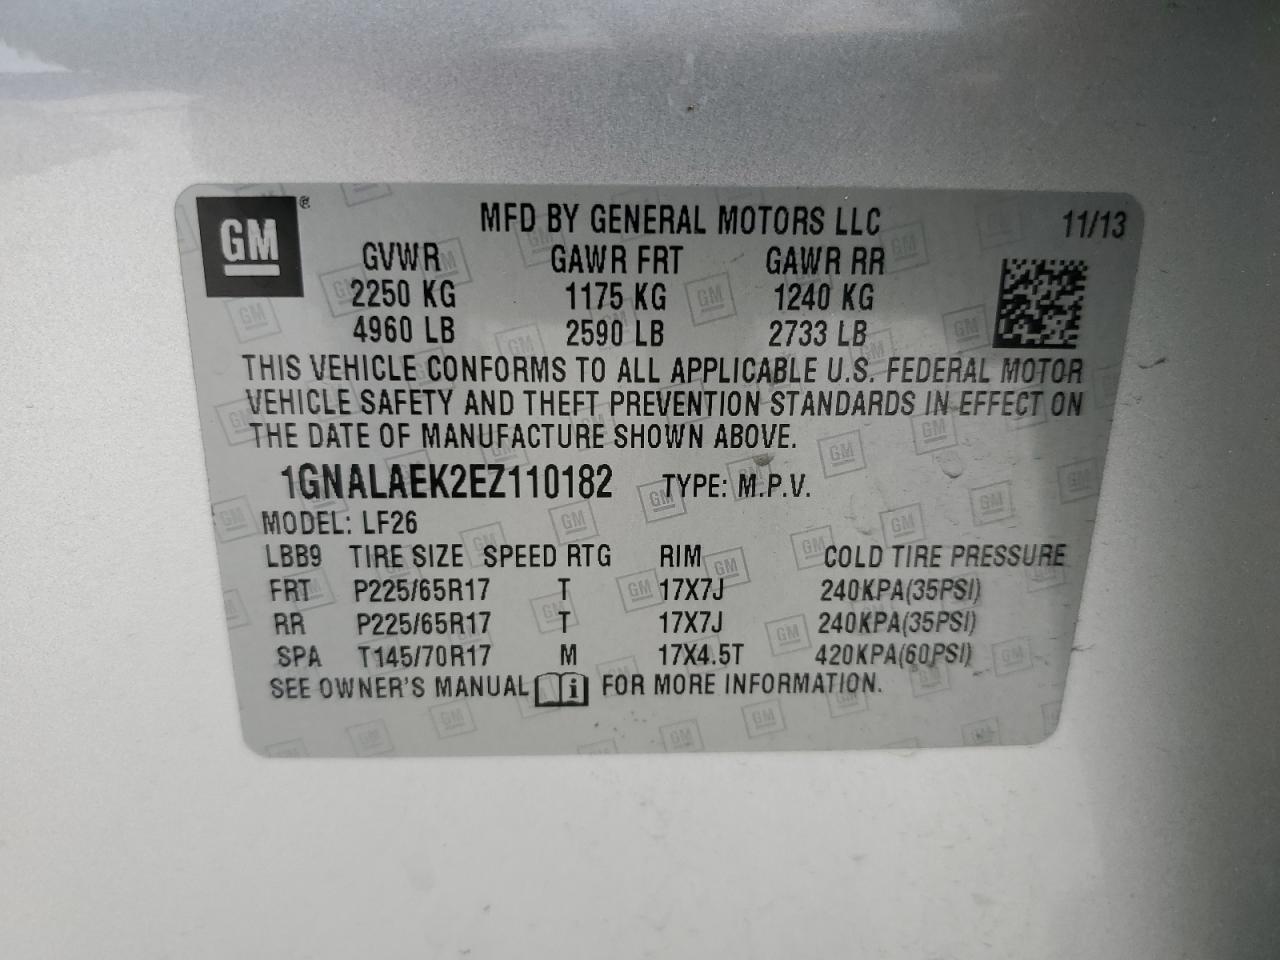 GM®
MFD BY GENERAL MOTORS LLC 11/13
GVWR GAWR FRT GAWR RR
2250 KG 1175 KG 1240 KG
4960 LB 2590 LB 2733 LB
THIS VEHICLE CONFORMS TO ALL APPLICABLE U.S. FEDERAL MOTOR
VEHICLE SAFETY AND THEFT PREVENTION STANDARDS IN EFFECT ON
THE DATE OF MANUFACTURE SHOWN ABOVE.
1GNALAEK2EZ110182 TYPE: M.P.V.
MODEL: LF26
LBB9 TIRE SIZE SPEED RTG RIM COLD TIRE PRESSURE
FRT P225/65R17 T 17X7J 240KPA(35PSI)
RR P225/65R17 T 17X7J 240KPA(35PSI)
SPA T145/70R17 M 17X4.5T 420KPA(60PSI)
SEE OWNER'S MANUAL i FOR MORE INFORMATION.